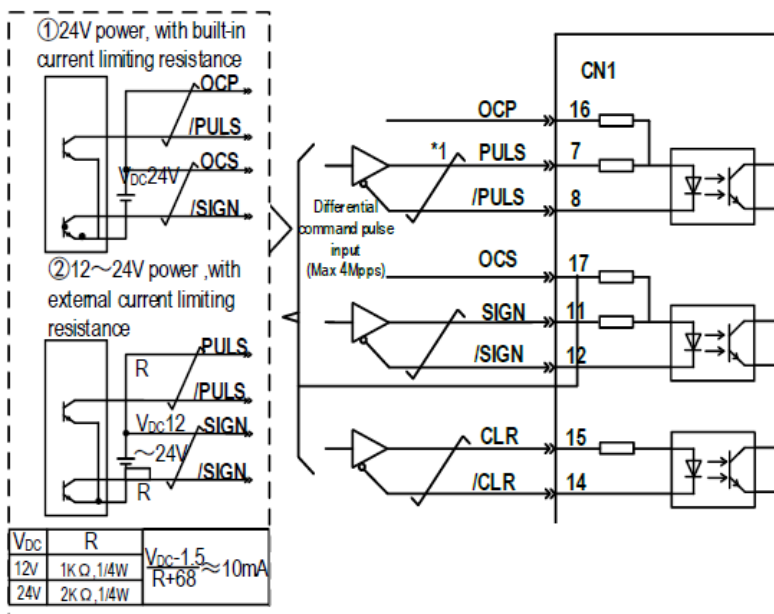 ①24V power, with built-in
current limiting resistance
OCP
/PULS
OCS
VDC24V
/SIGN
②12～24V power ,with
external current limiting
resistance
PULS
R
/PULS
VDC12
SIGN
～24V
/SIGN
R
VDC R
12V 1KΩ,1/4W
24V 2KΩ,1/4W
VDC-1.5
R+68
≈10mA
CN1
OCP 16
*1 PULS 7
/PULS 8
Differential
command pulse
input
(Max 4Mpps)
OCS 17
SIGN 11
/SIGN 12
CLR 15
/CLR 14